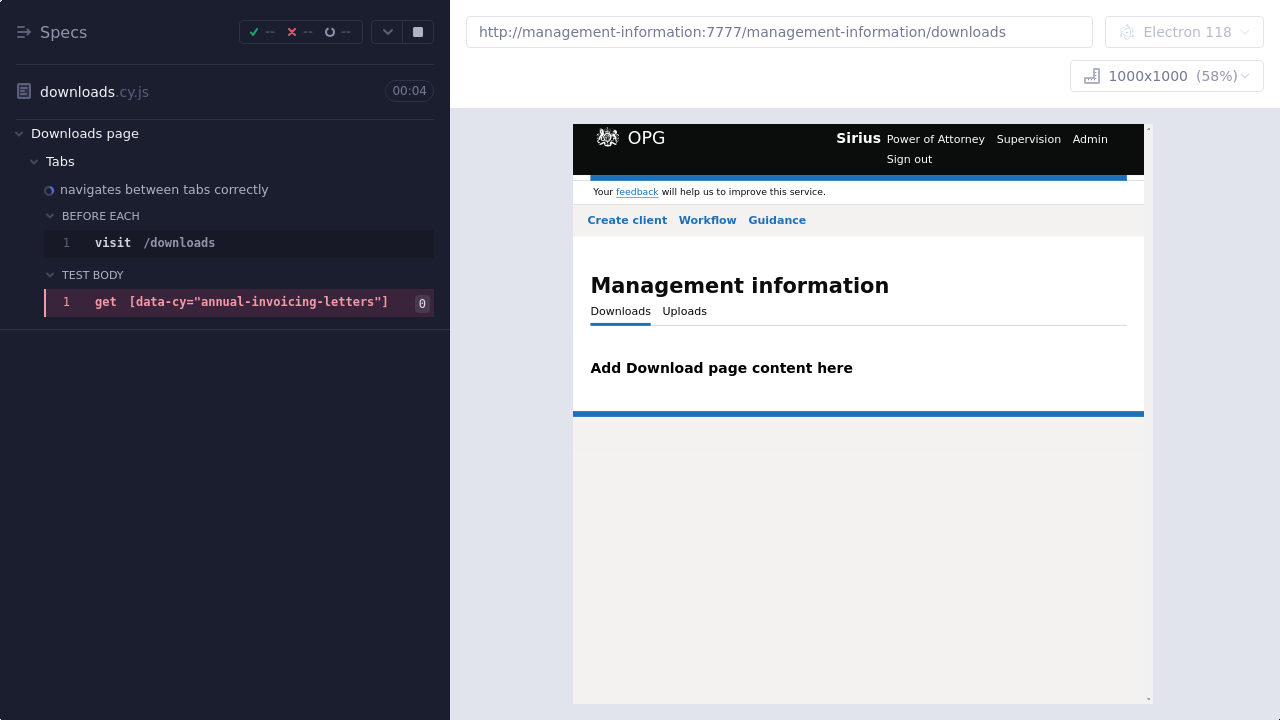 Specs
-- -- --
downloads.cy.js 00:04
Downloads page
Tabs
navigates between tabs correctly
BEFORE EACH
1 visit /downloads
TEST BODY
1 get [data-cy="annual-invoicing-letters"] 0
http://management-information:7777/management-information/downloads
Electron 118
1000x1000 (58%)
OPG
Sirius Power of Attorney Supervision Admin
Sign out
Your feedback will help us to improve this service.
Create client Workflow Guidance
Management information
Downloads Uploads
Add Download page content here